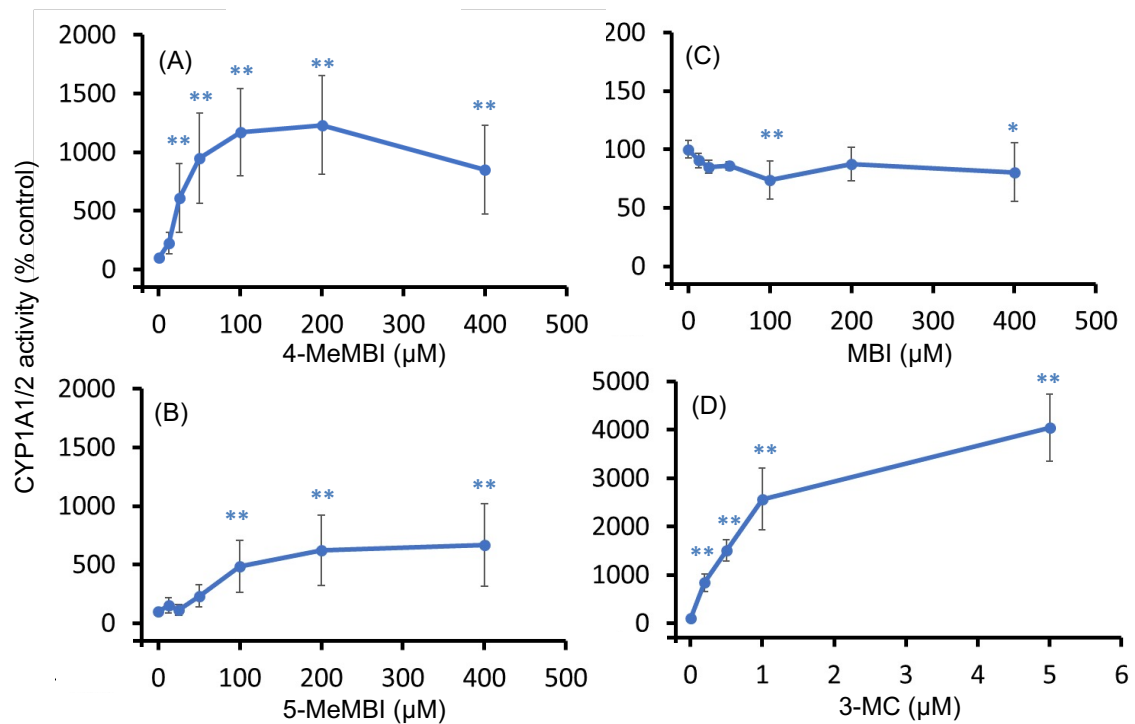 CYP1A1/2 activity (% control)
(A)
2000
1500
1000
500
0
** ** ** ** **
0 100 200 300 400 500
4-MeMBI (µM)
(C)
200
150
100
50
0
** *
0 100 200 300 400 500
MBI (µM)
(B)
2000
1500
1000
500
0
** ** **
0 100 200 300 400 500
5-MeMBI (µM)
(D)
5000
4000
3000
2000
1000
0
** ** ** **
0 1 2 3 4 5 6
3-MC (µM)